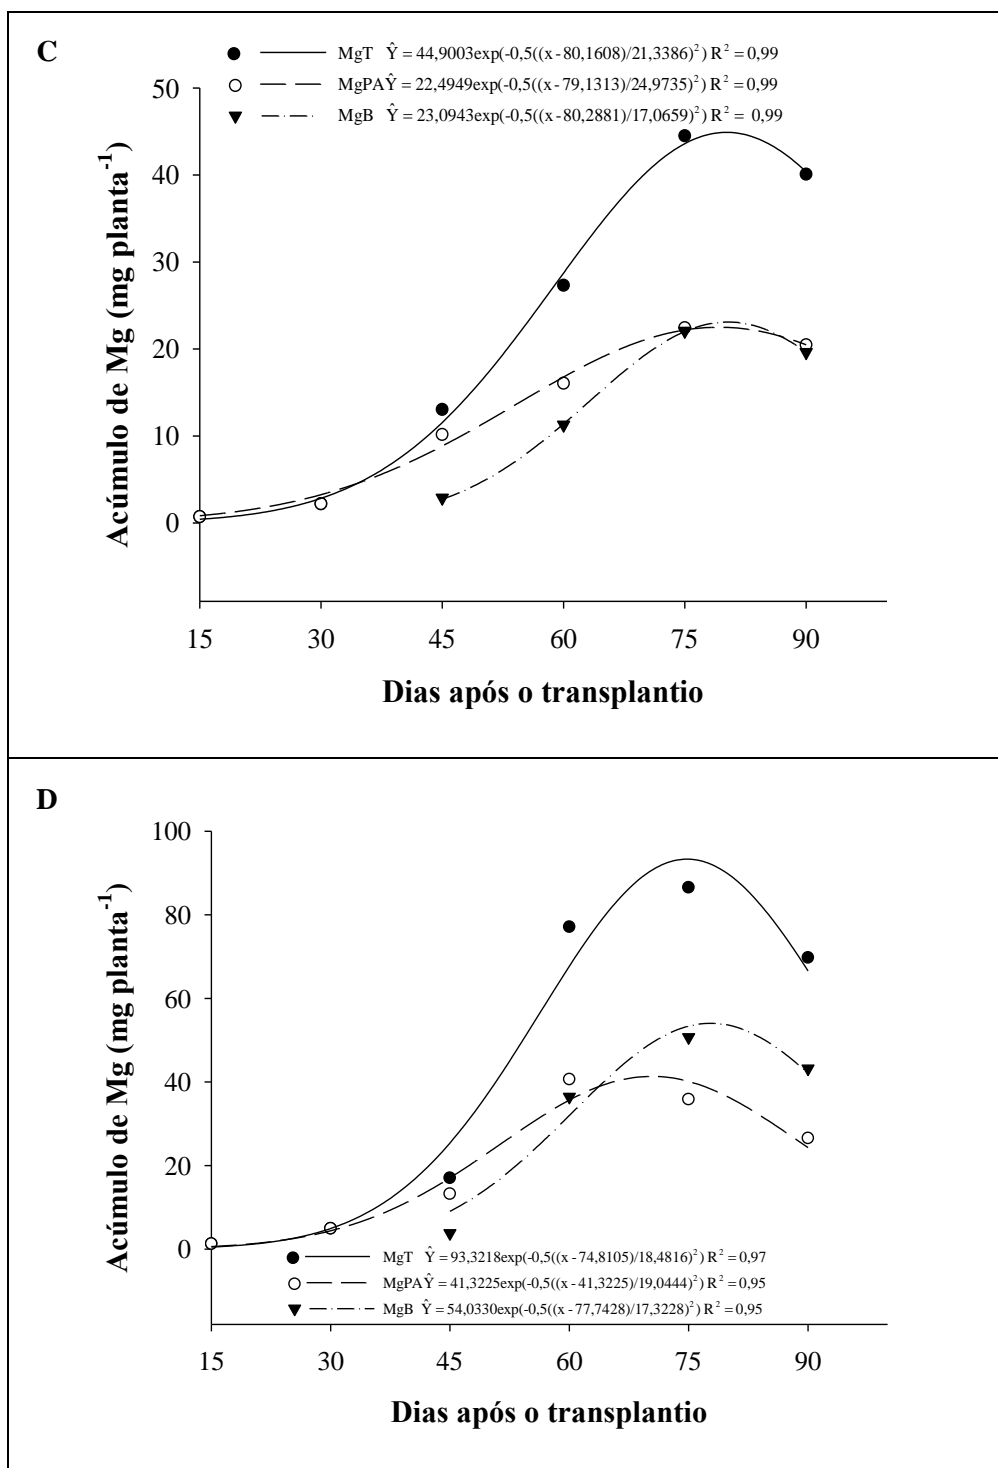 C
MgT Ŷ = 44,9003exp(-0,5((x - 80,1608)/21,3386)²) R² = 0,99
MgPA Ŷ = 22,4949exp(-0,5((x - 79,1313)/24,9735)²) R² = 0,99
MgB Ŷ = 23,0943exp(-0,5((x - 80,2881)/17,0659)²) R² = 0,99
Acúmulo de Mg (mg planta⁻¹)
50
40
30
20
10
0
15 30 45 60 75 90
Dias após o transplantio
D
Acúmulo de Mg (mg planta⁻¹)
100
80
60
40
20
0
MgT Ŷ = 93,3218exp(-0,5((x - 74,8105)/18,4816)²) R² = 0,97
MgPA Ŷ = 41,3225exp(-0,5((x - 41,3225)/19,0444)²) R² = 0,95
MgB Ŷ = 54,0330exp(-0,5((x - 77,7428)/17,3228)²) R² = 0,95
15 30 45 60 75 90
Dias após o transplantio